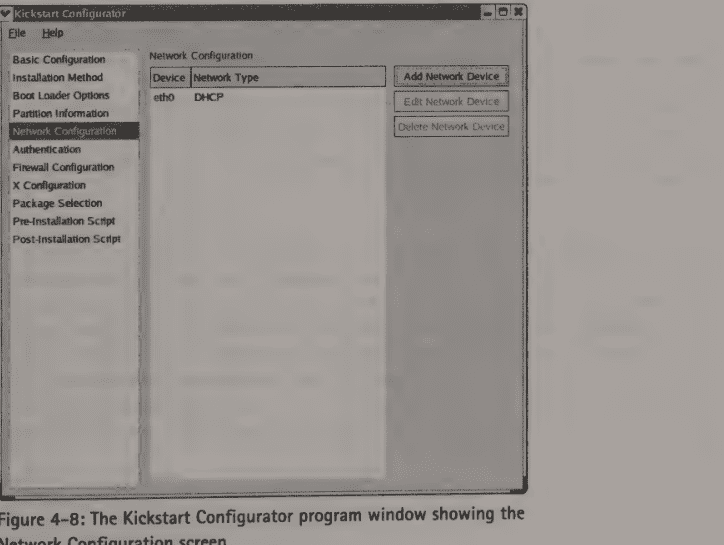 Kickstart Configurator
File Help
Basic Configuration
Installation Method
Boot Loader Options
Partition Information
Network Configuration
Authentication
Firewall Configuration
X Configuration
Package Selection
Pre-Installation Script
Post-Installation Script
Network Configuration
Device Network Type
eth0 DHCP
Add Network Device
Edit Network Device
Delete Network Device
Figure 4-8: The Kickstart Configurator program window showing the
Network Configuration screen